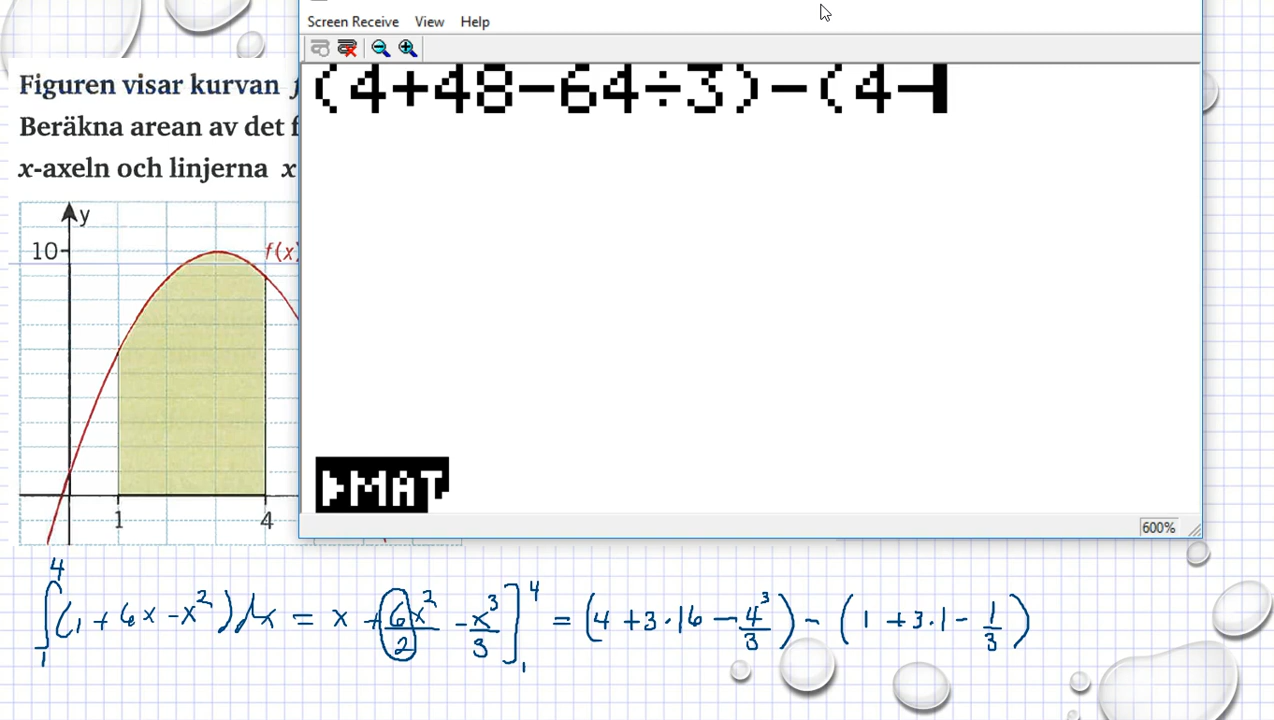 Screen Receive View Help
(4+48−64÷3)−(4−
Figuren visar kurvan
Beräkna arean av det
x-axeln och linjerna x
y
10
f(x)
1
4
▶MAT
600%
∫₁⁴ (1 + 6x − x²) dx = x + 6x²/2 − x³/3 ]₁⁴ = (4 + 3·16 − 4³/3) − (1 + 3·1 − 1/3)